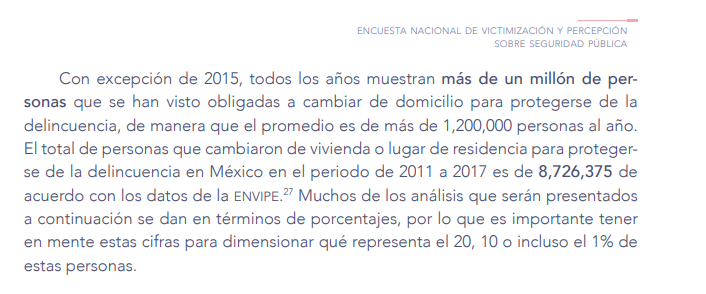 ENCUESTA NACIONAL DE VICTIMIZACIÓN Y PERCEPCIÓN
SOBRE SEGURIDAD PÚBLICA
Con excepción de 2015, todos los años muestran más de un millón de per-
sonas que se han visto obligadas a cambiar de domicilio para protegerse de la
delincuencia, de manera que el promedio es de más de 1,200,000 personas al año.
El total de personas que cambiaron de vivienda o lugar de residencia para proteger-
se de la delincuencia en México en el periodo de 2011 a 2017 es de 8,726,375 de
acuerdo con los datos de la ENVIPE.27 Muchos de los análisis que serán presentados
a continuación se dan en términos de porcentajes, por lo que es importante tener
en mente estas cifras para dimensionar qué representa el 20, 10 o incluso el 1% de
estas personas.